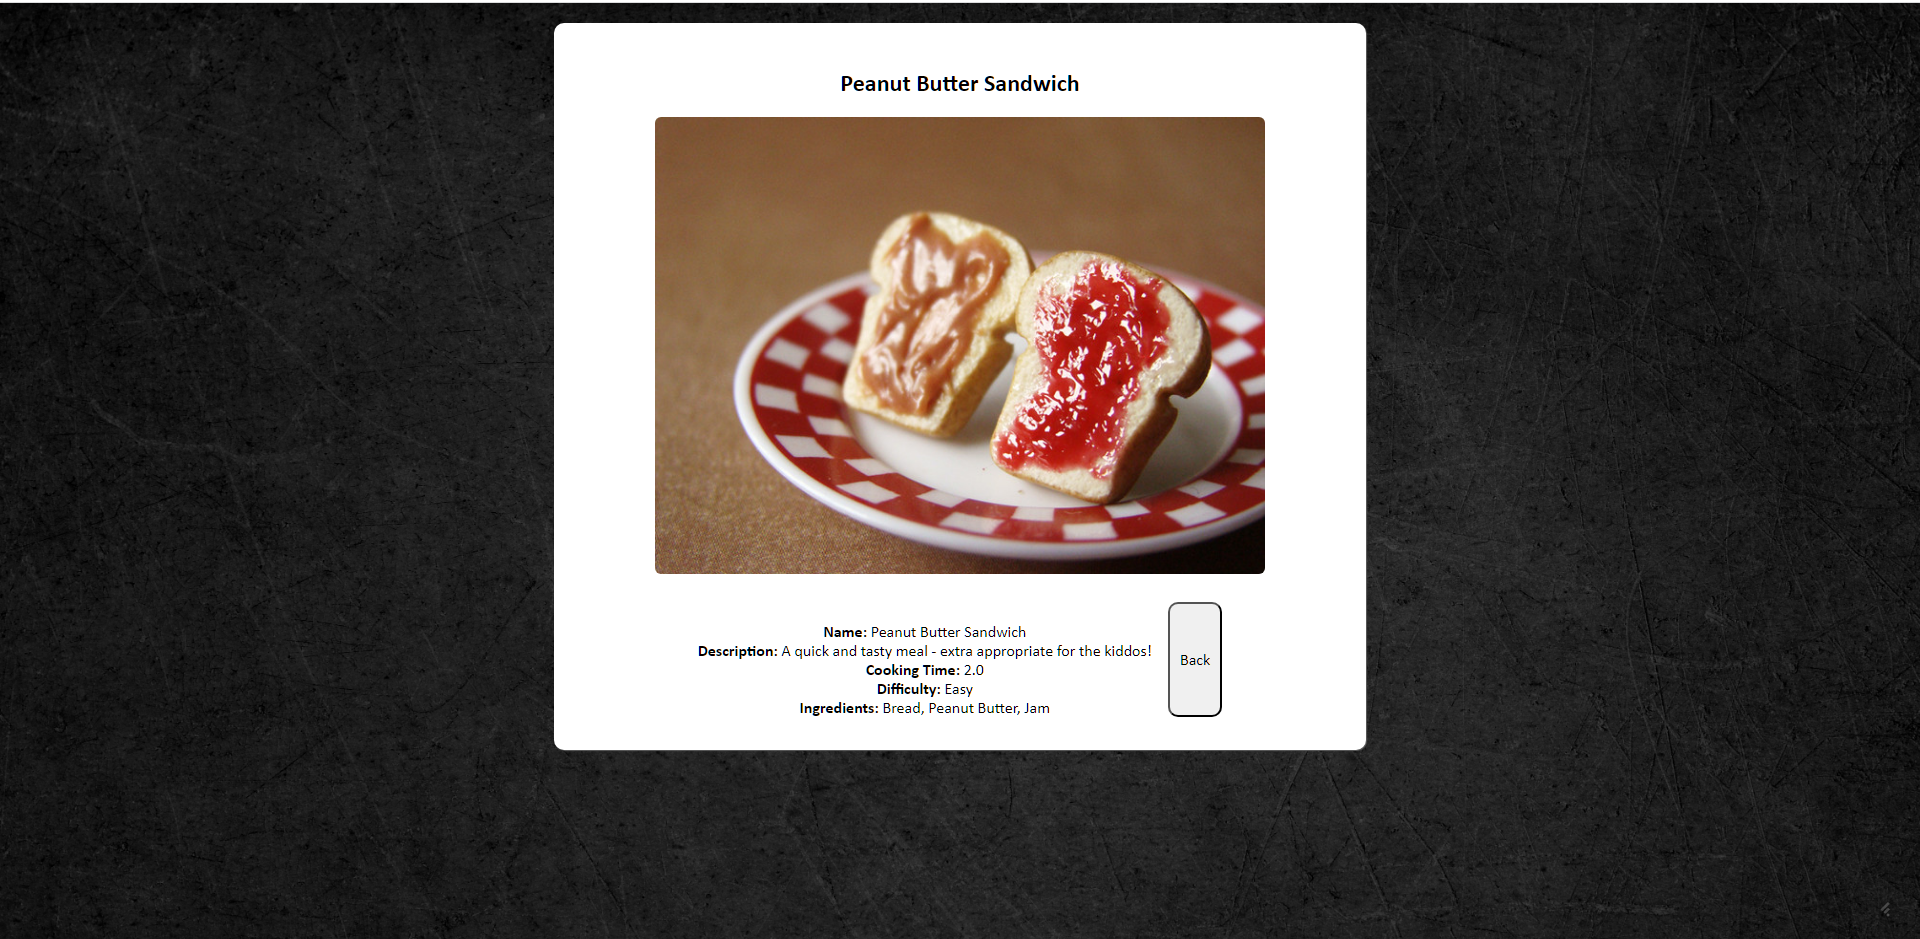 Peanut Butter Sandwich
Name: Peanut Butter Sandwich
Description: A quick and tasty meal - extra appropriate for the kiddos!
Cooking Time: 2.0
Difficulty: Easy
Ingredients: Bread, Peanut Butter, Jam
Back